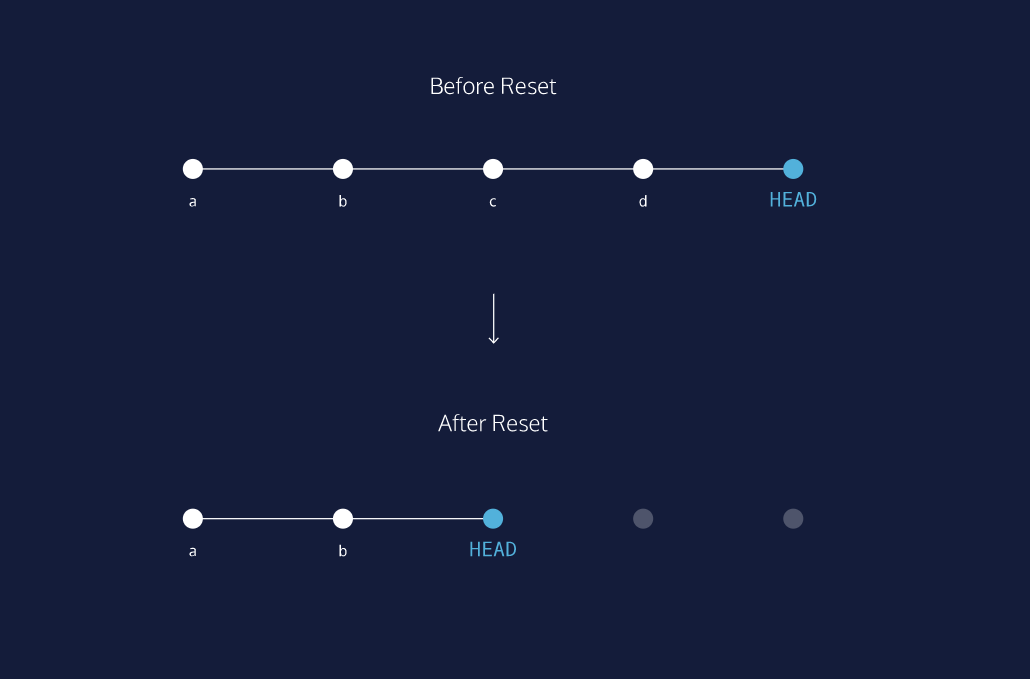 Before Reset
a b c d HEAD
After Reset
a b HEAD